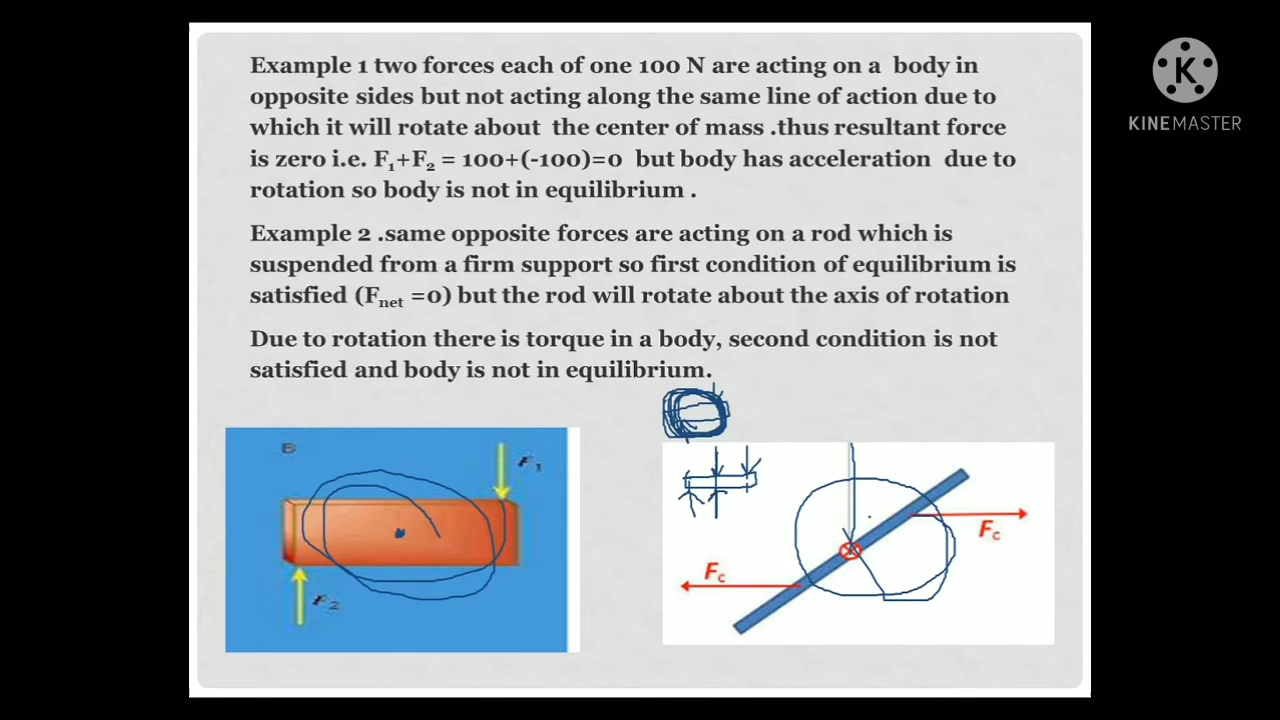 Example 1 two forces each of one 100 N are acting on a body in
opposite sides but not acting along the same line of action due to
which it will rotate about the center of mass .thus resultant force
is zero i.e. F₁+F₂ = 100+(-100)=0 but body has acceleration due to
rotation so body is not in equilibrium .
Example 2 .same opposite forces are acting on a rod which is
suspended from a firm support so first condition of equilibrium is
satisfied (Fnet =0) but the rod will rotate about the axis of rotation
Due to rotation there is torque in a body, second condition is not
satisfied and body is not in equilibrium.
B
F₁
F₂
Fc
Fc
K
KINEMASTER